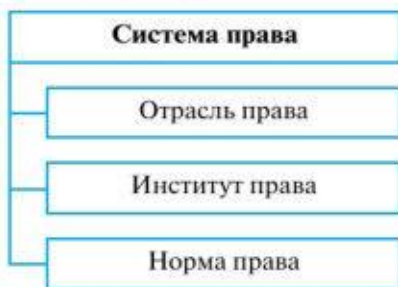 Система права
Отрасль права
Институт права
Норма права